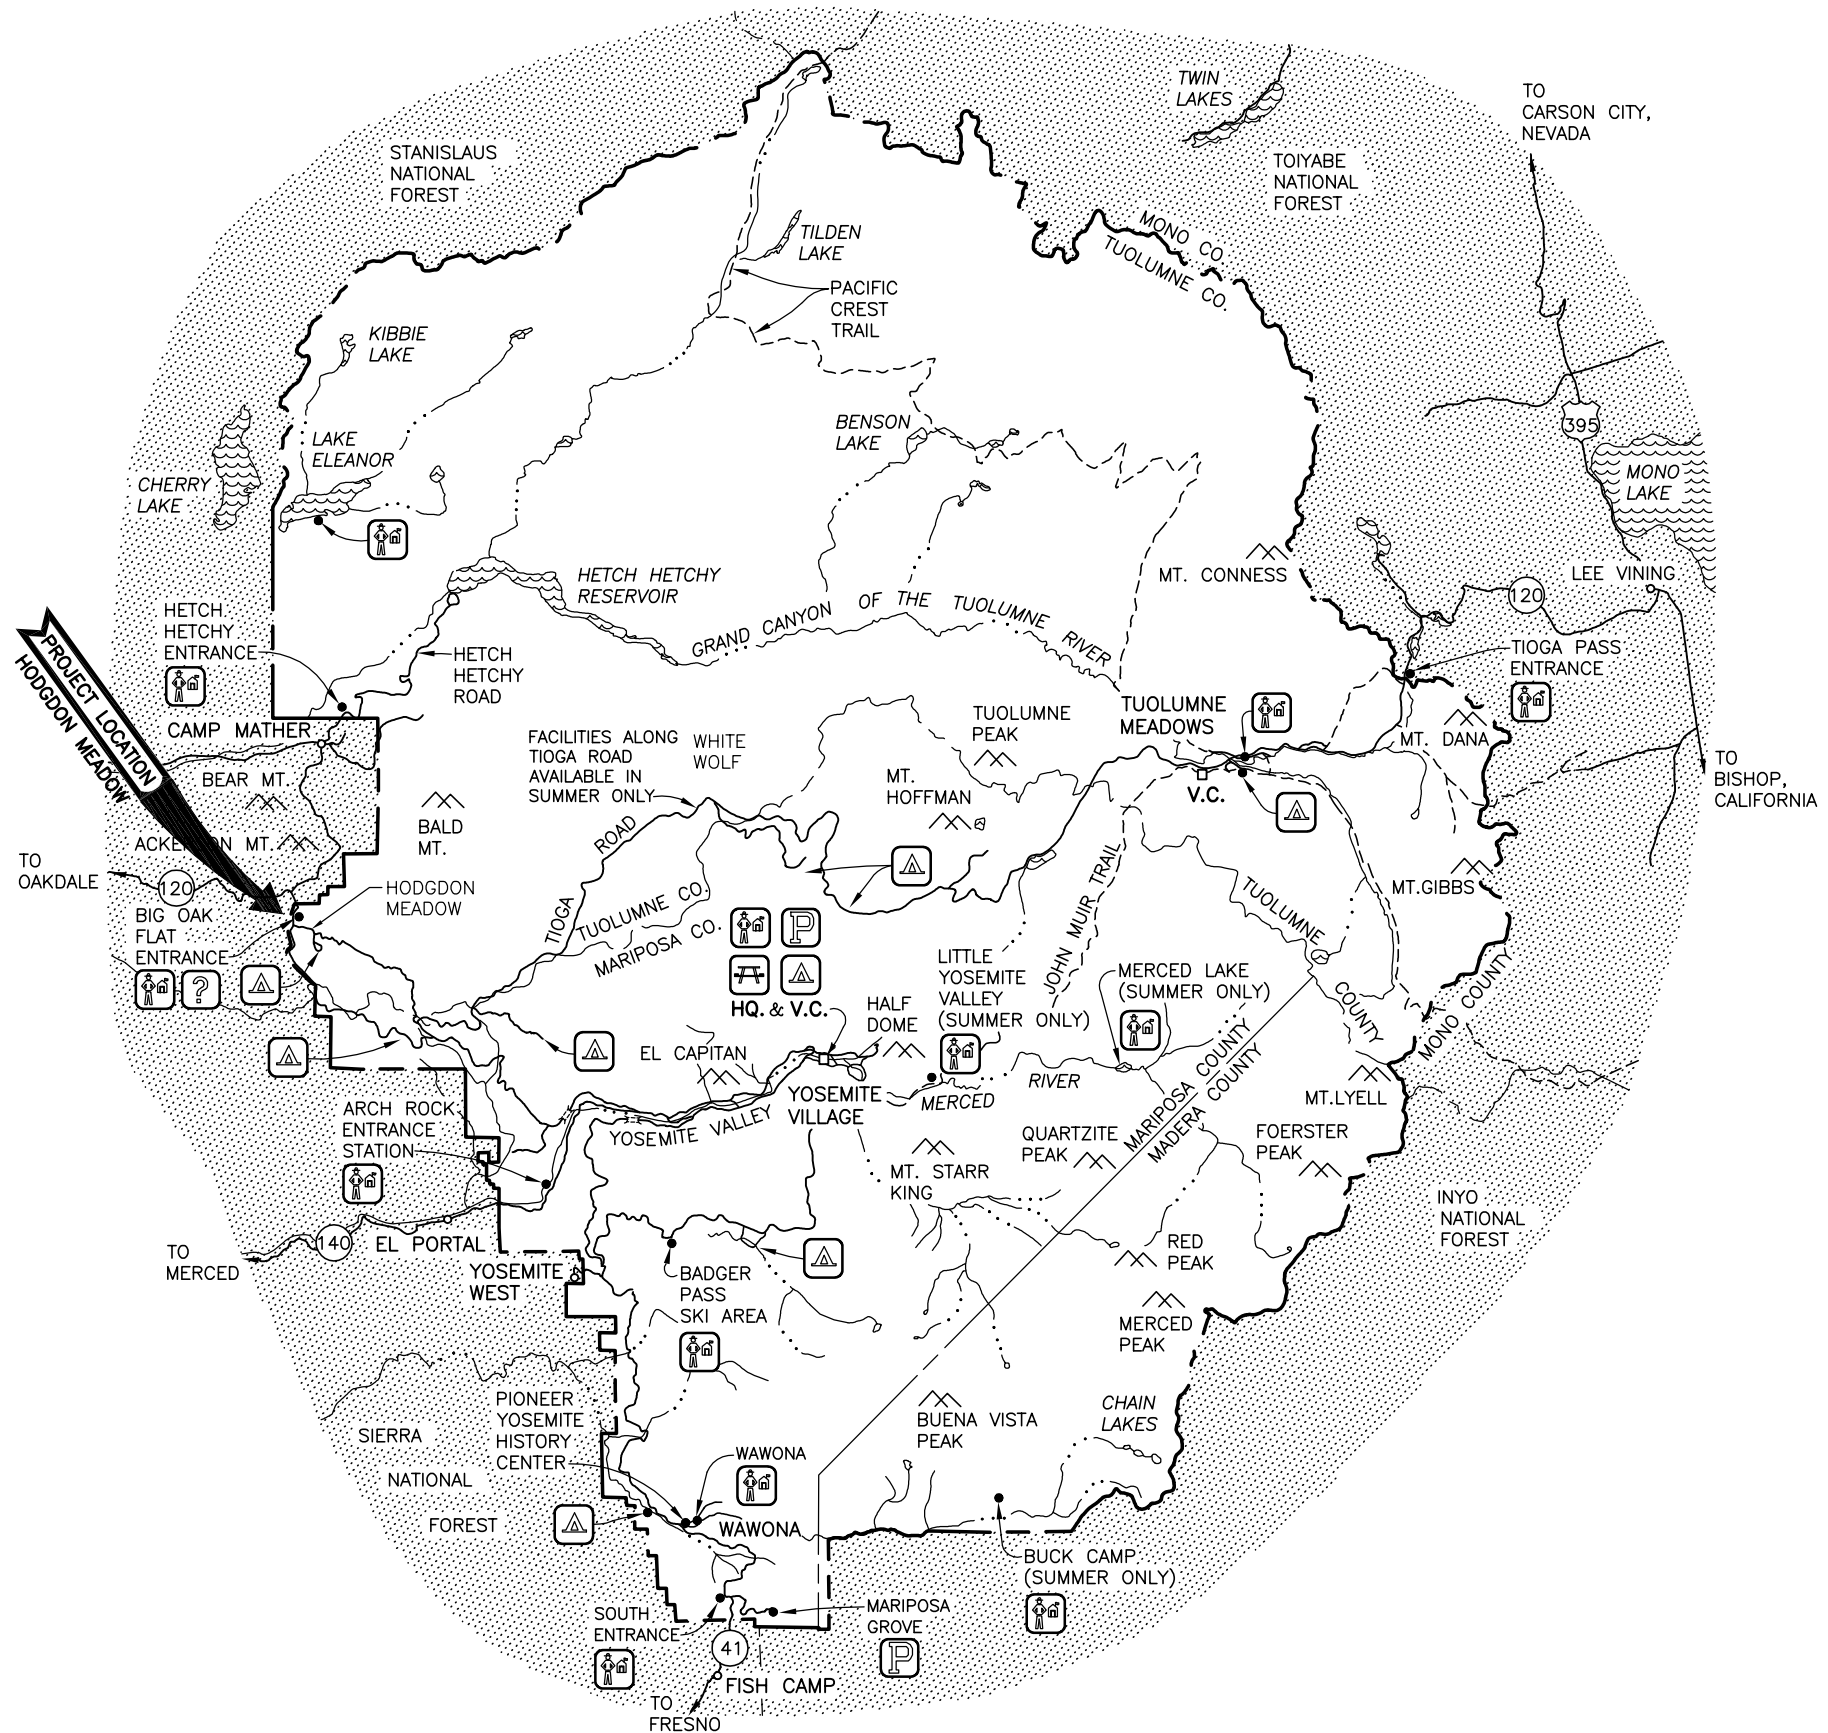 TWIN
LAKES
TO
CARSON CITY,
NEVADA
STANISLAUS
NATIONAL
FOREST
TOIYABE
NATIONAL
FOREST
MONO CO.
TUOLUMNE CO.
TILDEN
LAKE
PACIFIC
CREST
TRAIL
KIBBIE
LAKE
BENSON
LAKE
395
LAKE
ELEANOR
CHERRY
LAKE
MONO
LAKE
HETCH HETCHY
RESERVOIR
MT. CONNESS
LEE VINING
120
GRAND CANYON OF THE TUOLUMNE RIVER
HETCH
HETCHY
ENTRANCE
HETCH
HETCHY
ROAD
TIOGA PASS
ENTRANCE
PROJECT LOCATION
HODGDON MEADOW
CAMP MATHER
TUOLUMNE
MEADOWS
TUOLUMNE
PEAK
FACILITIES ALONG
TIOGA ROAD
AVAILABLE IN
SUMMER ONLY
WHITE
WOLF
MT. DANA
BEAR MT.
MT.
HOFFMAN
V.C.
TO
BISHOP,
CALIFORNIA
BALD
MT.
ACKERSON MT.
TO
OAKDALE
120
HODGDON
MEADOW
TIOGA ROAD
TUOLUMNE CO.
MARIPOSA CO.
JOHN MUIR TRAIL
TUOLUMNE COUNTY
MONO COUNTY
MT.GIBBS
BIG OAK
FLAT
ENTRANCE
?
P
HQ. & V.C.
LITTLE
YOSEMITE
VALLEY
(SUMMER ONLY)
MERCED LAKE
(SUMMER ONLY)
HALF
DOME
EL CAPITAN
YOSEMITE
VILLAGE
YOSEMITE VALLEY
MERCED RIVER
MARIPOSA COUNTY
MADERA COUNTY
MT.LYELL
ARCH ROCK
ENTRANCE
STATION
QUARTZITE
PEAK
FOERSTER
PEAK
MT. STARR
KING
INYO
NATIONAL
FOREST
140
EL PORTAL
TO
MERCED
YOSEMITE
WEST
RED
PEAK
BADGER
PASS
SKI AREA
MERCED
PEAK
PIONEER
YOSEMITE
HISTORY
CENTER
SIERRA
NATIONAL
FOREST
BUENA VISTA
PEAK
CHAIN
LAKES
WAWONA
WAWONA
BUCK CAMP
(SUMMER ONLY)
SOUTH
ENTRANCE
MARIPOSA
GROVE
P
41
FISH CAMP
TO
FRESNO